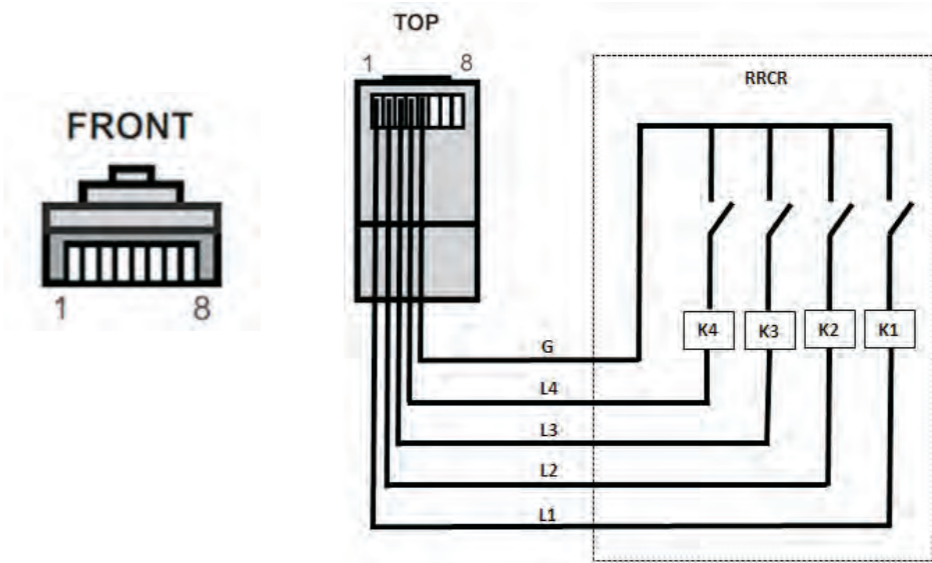 FRONT
1 8
TOP
1 8
RRCR
K4 K3 K2 K1
G
L4
L3
L2
L1